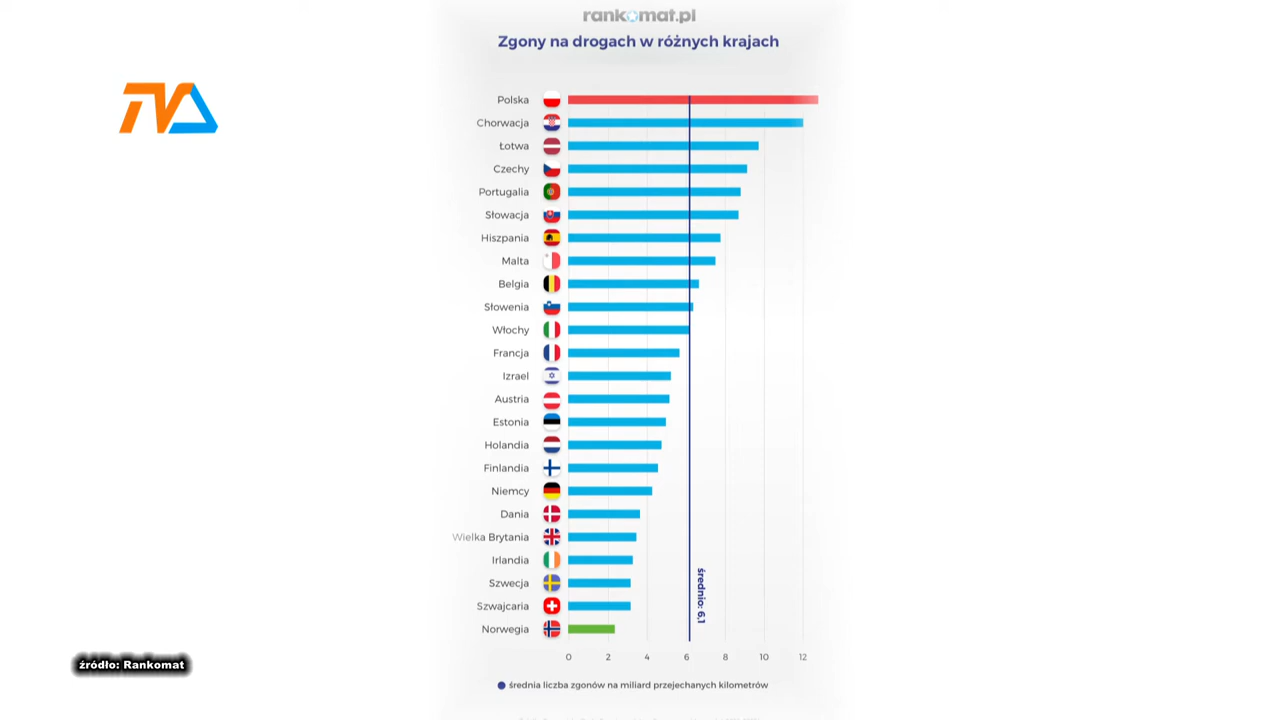 rankomat.pl
Zgony na drogach w różnych krajach
TVA
Polska
Chorwacja
Łotwa
Czechy
Portugalia
Słowacja
Hiszpania
Malta
Belgia
Słowenia
Włochy
Francja
Izrael
Austria
Estonia
Holandia
Finlandia
Niemcy
Dania
Wielka Brytania
Irlandia
Szwecja
Szwajcaria
Norwegia
średnio: 6,1
0 2 4 6 8 10 12
źródło: Rankomat
średnia liczba zgonów na miliard przejechanych kilometrów